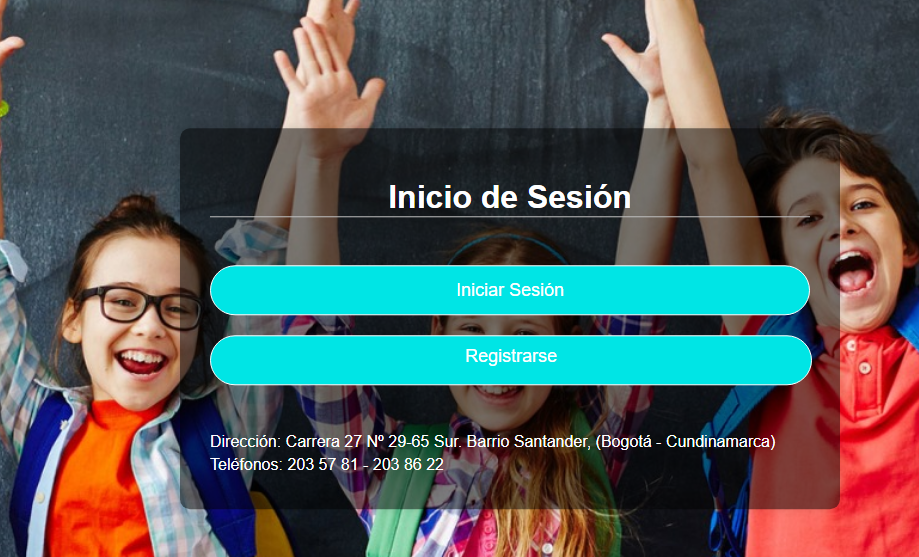 Inicio de Sesión
Iniciar Sesión
Registrarse
Dirección: Carrera 27 Nº 29-65 Sur. Barrio Santander, (Bogotá - Cundinamarca)
Teléfonos: 203 57 81 - 203 86 22